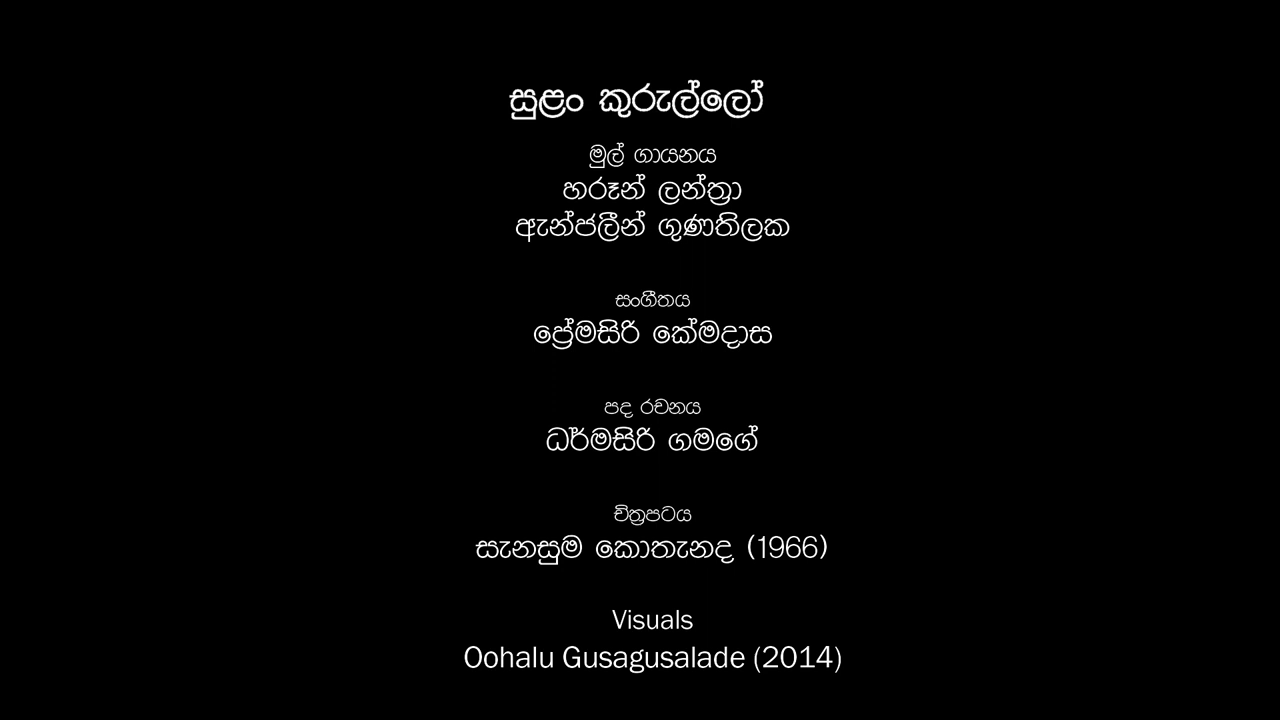 සුළං කුරුල්ලෝ
මුල් ගායනය
හරූන් ලන්ත්‍රා
ඇන්ජලීන් ගුණතිලක
සංගීතය
ප්‍රේමසිරි කේමදාස
පද රචනය
ධර්මසිරි ගමගේ
චිත්‍රපටය
සැනසුම කොතැනද (1966)
Visuals
Oohalu Gusagusalade (2014)